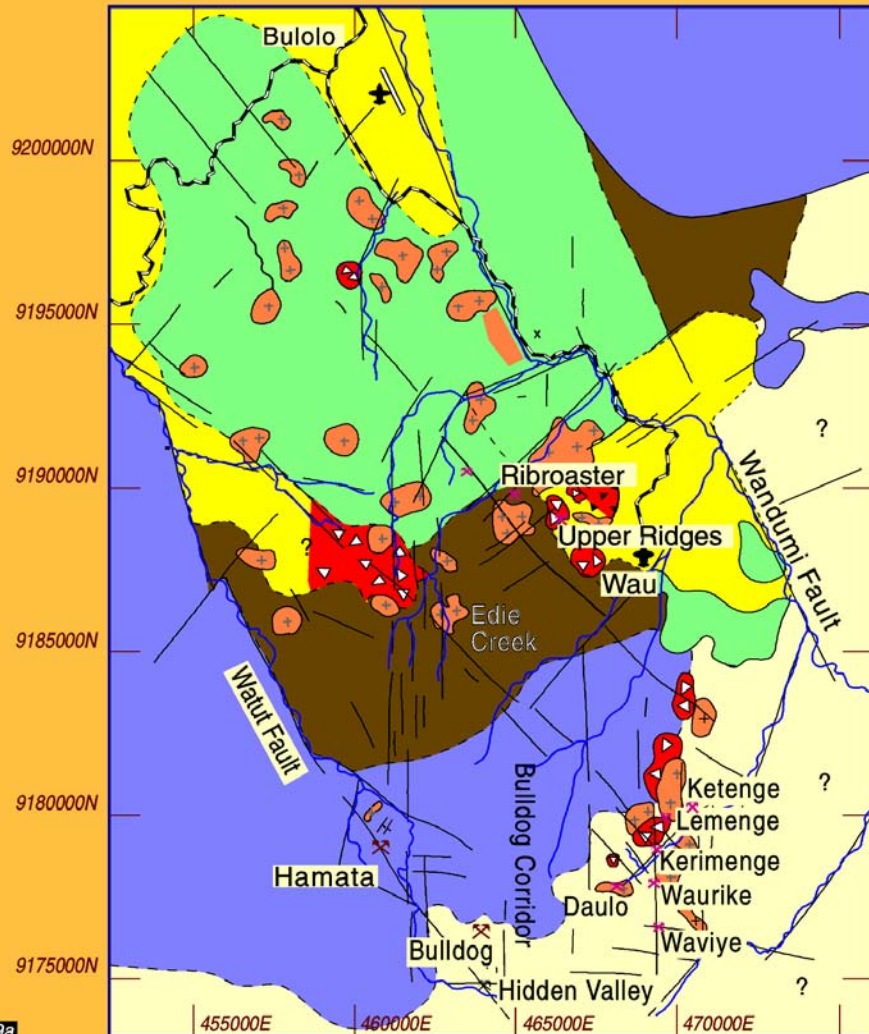 Bulolo
9200000N
9195000N
?
9190000N
Ribroaster
Wandumi Fault
Upper Ridges
?
Wau
Edie
Creek
9185000N
Watut Fault
Bulldog Corridor
?
Ketenge
9180000N
Lemenge
Kerimenge
Hamata
Waurike
Daulo
Bulldog
Waviye
9175000N
Hidden Valley
?
455000E
460000E
465000E
470000E
9a